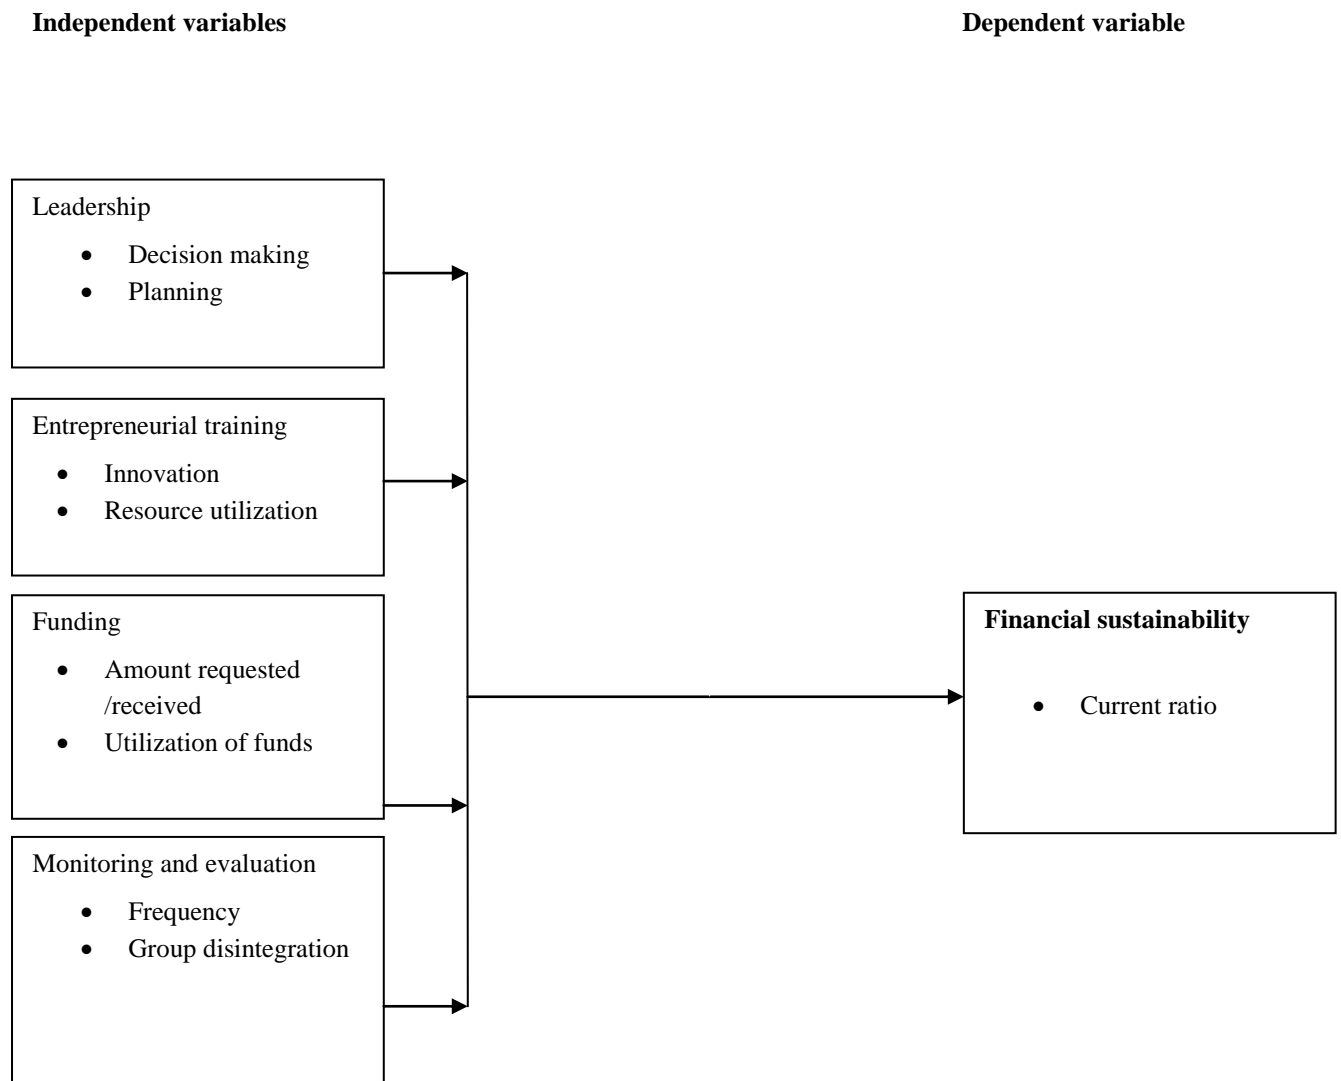 Independent variables
Dependent variable
Leadership
• Decision making
• Planning
Entrepreneurial training
• Innovation
• Resource utilization
Funding
• Amount requested
/received
• Utilization of funds
Monitoring and evaluation
• Frequency
• Group disintegration
Financial sustainability
• Current ratio